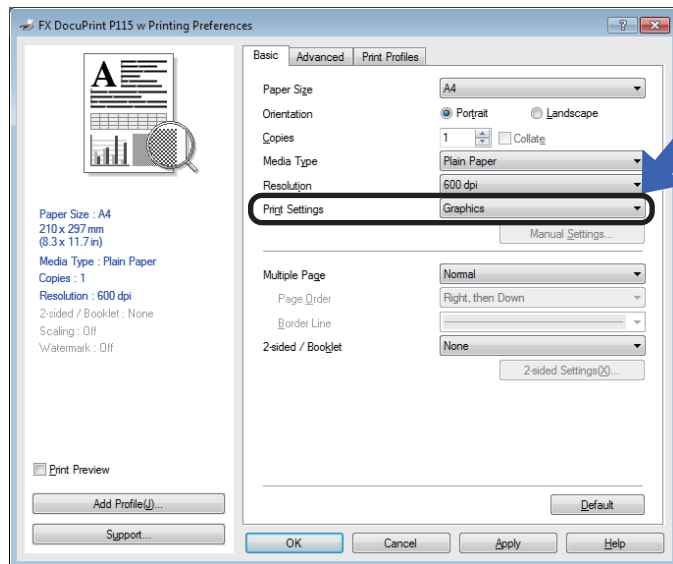 FX DocuPrint P115 w Printing Preferences
Basic Advanced Print Profiles
A
Paper Size A4
Orientation Portrait Landscape
Copies 1 Collate
Media Type Plain Paper
Resolution 600 dpi
Print Settings Graphics
Manual Settings...
Paper Size : A4
210 x 297 mm
(8.3 x 11.7 in)
Media Type : Plain Paper
Copies : 1
Resolution : 600 dpi
2-sided / Booklet : None
Scaling : Off
Watermark : Off
Multiple Page Normal
Page Order Right, then Down
Border Line
2-sided / Booklet None
2-sided Settings(X)...
Print Preview
Add Profile(J)...
Support...
Default
OK Cancel Apply Help